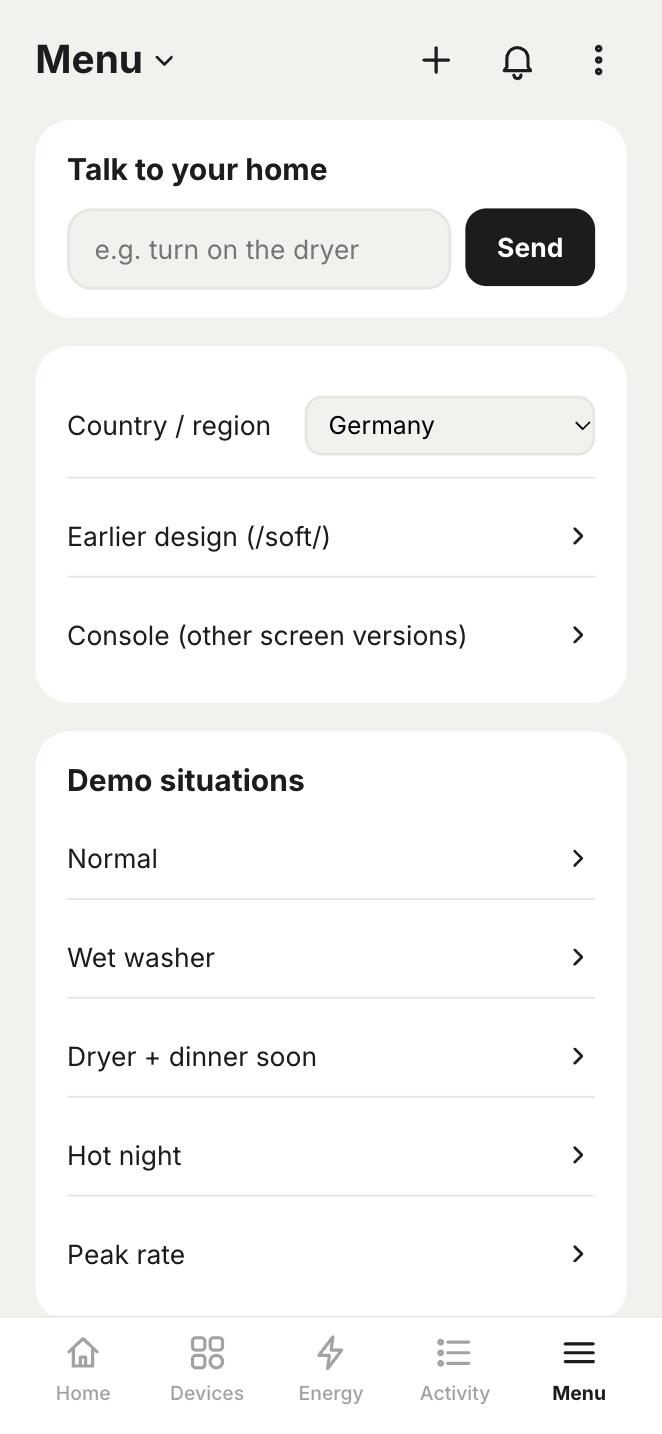 Menu
Talk to your home
e.g. turn on the dryer
Send
Country / region
Germany
Earlier design (/soft/)
Console (other screen versions)
Demo situations
Normal
Wet washer
Dryer + dinner soon
Hot night
Peak rate
Home
Devices
Energy
Activity
Menu